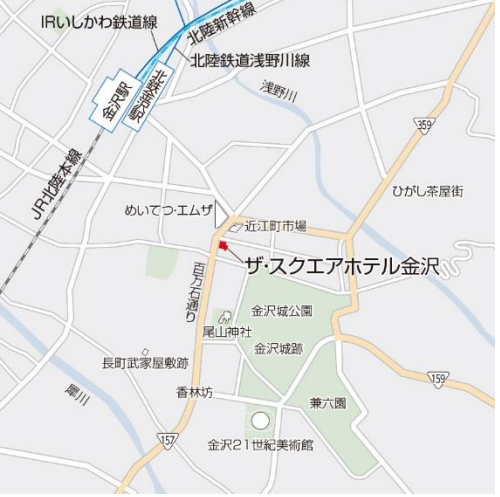 IRいしかわ鉄道線
北陸新幹線
北陸鉄道浅野川線
金沢駅
北鉄金沢駅
浅野川
JR北陸本線
359
ひがし茶屋街
めいてつ・エムザ
近江町市場
ザ・スクエアホテル金沢
百万石通り
金沢城公園
尾山神社
金沢城跡
長町武家屋敷跡
159
香林坊
兼六園
犀川
157
金沢21世紀美術館